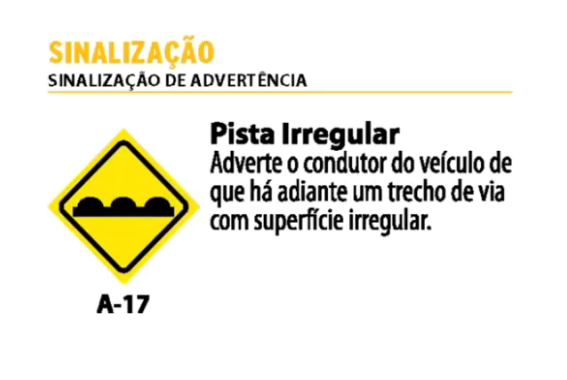 SINALIZAÇÃO
SINALIZAÇÃO DE ADVERTÊNCIA
Pista Irregular
Adverte o condutor do veículo de
que há adiante um trecho de via
com superfície irregular.
A-17